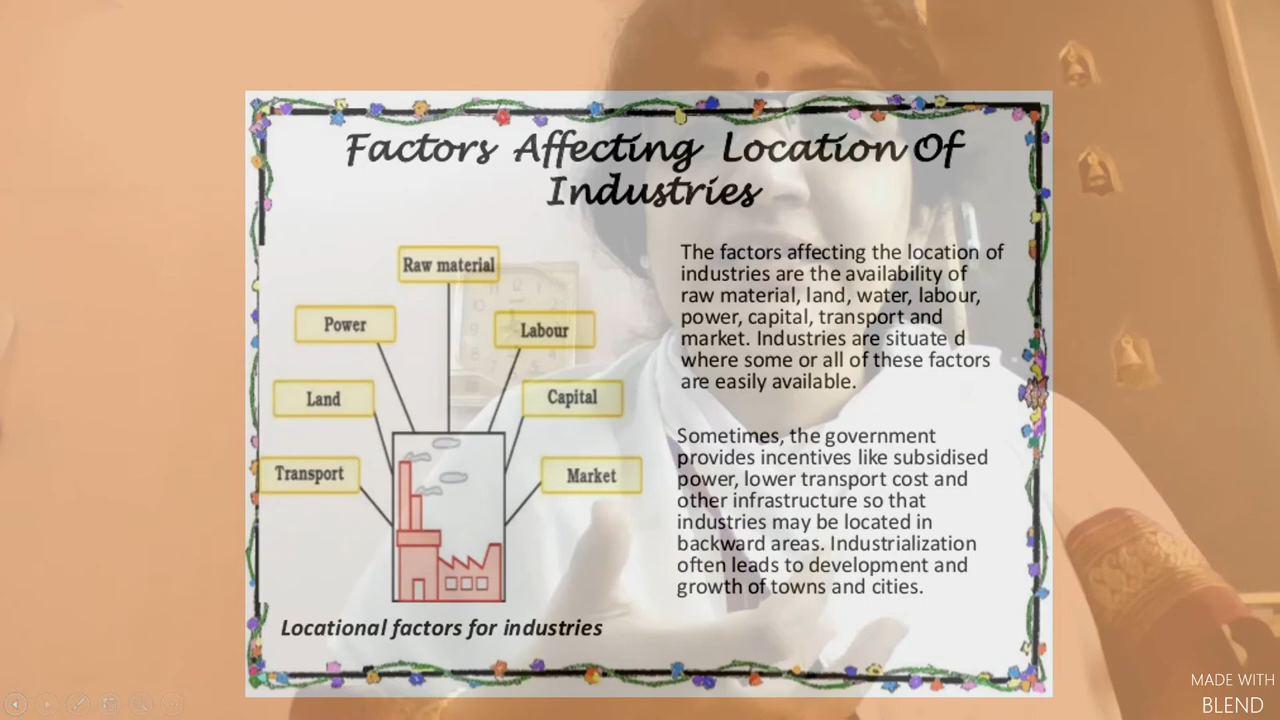 Factors Affecting Location Of
Industries
Raw material
Power
Labour
Land
Capital
Transport
Market
Locational factors for industries
The factors affecting the location of
industries are the availability of
raw material, land, water, labour,
power, capital, transport and
market. Industries are situate d
where some or all of these factors
are easily available.
Sometimes, the government
provides incentives like subsidised
power, lower transport cost and
other infrastructure so that
industries may be located in
backward areas. Industrialization
often leads to development and
growth of towns and cities.
MADE WITH
BLEND